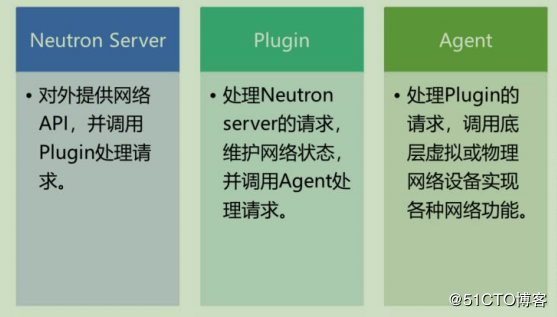 Neutron Server
• 对外提供网络
API，并调用
Plugin处理请
求。
Plugin
• 处理Neutron
server的请求，
维护网络状态，
并调用Agent处
理请求。
Agent
• 处理Plugin的
请求，调用底
层虚拟或物理
网络设备实现
各种网络功能。
@51CTO博客